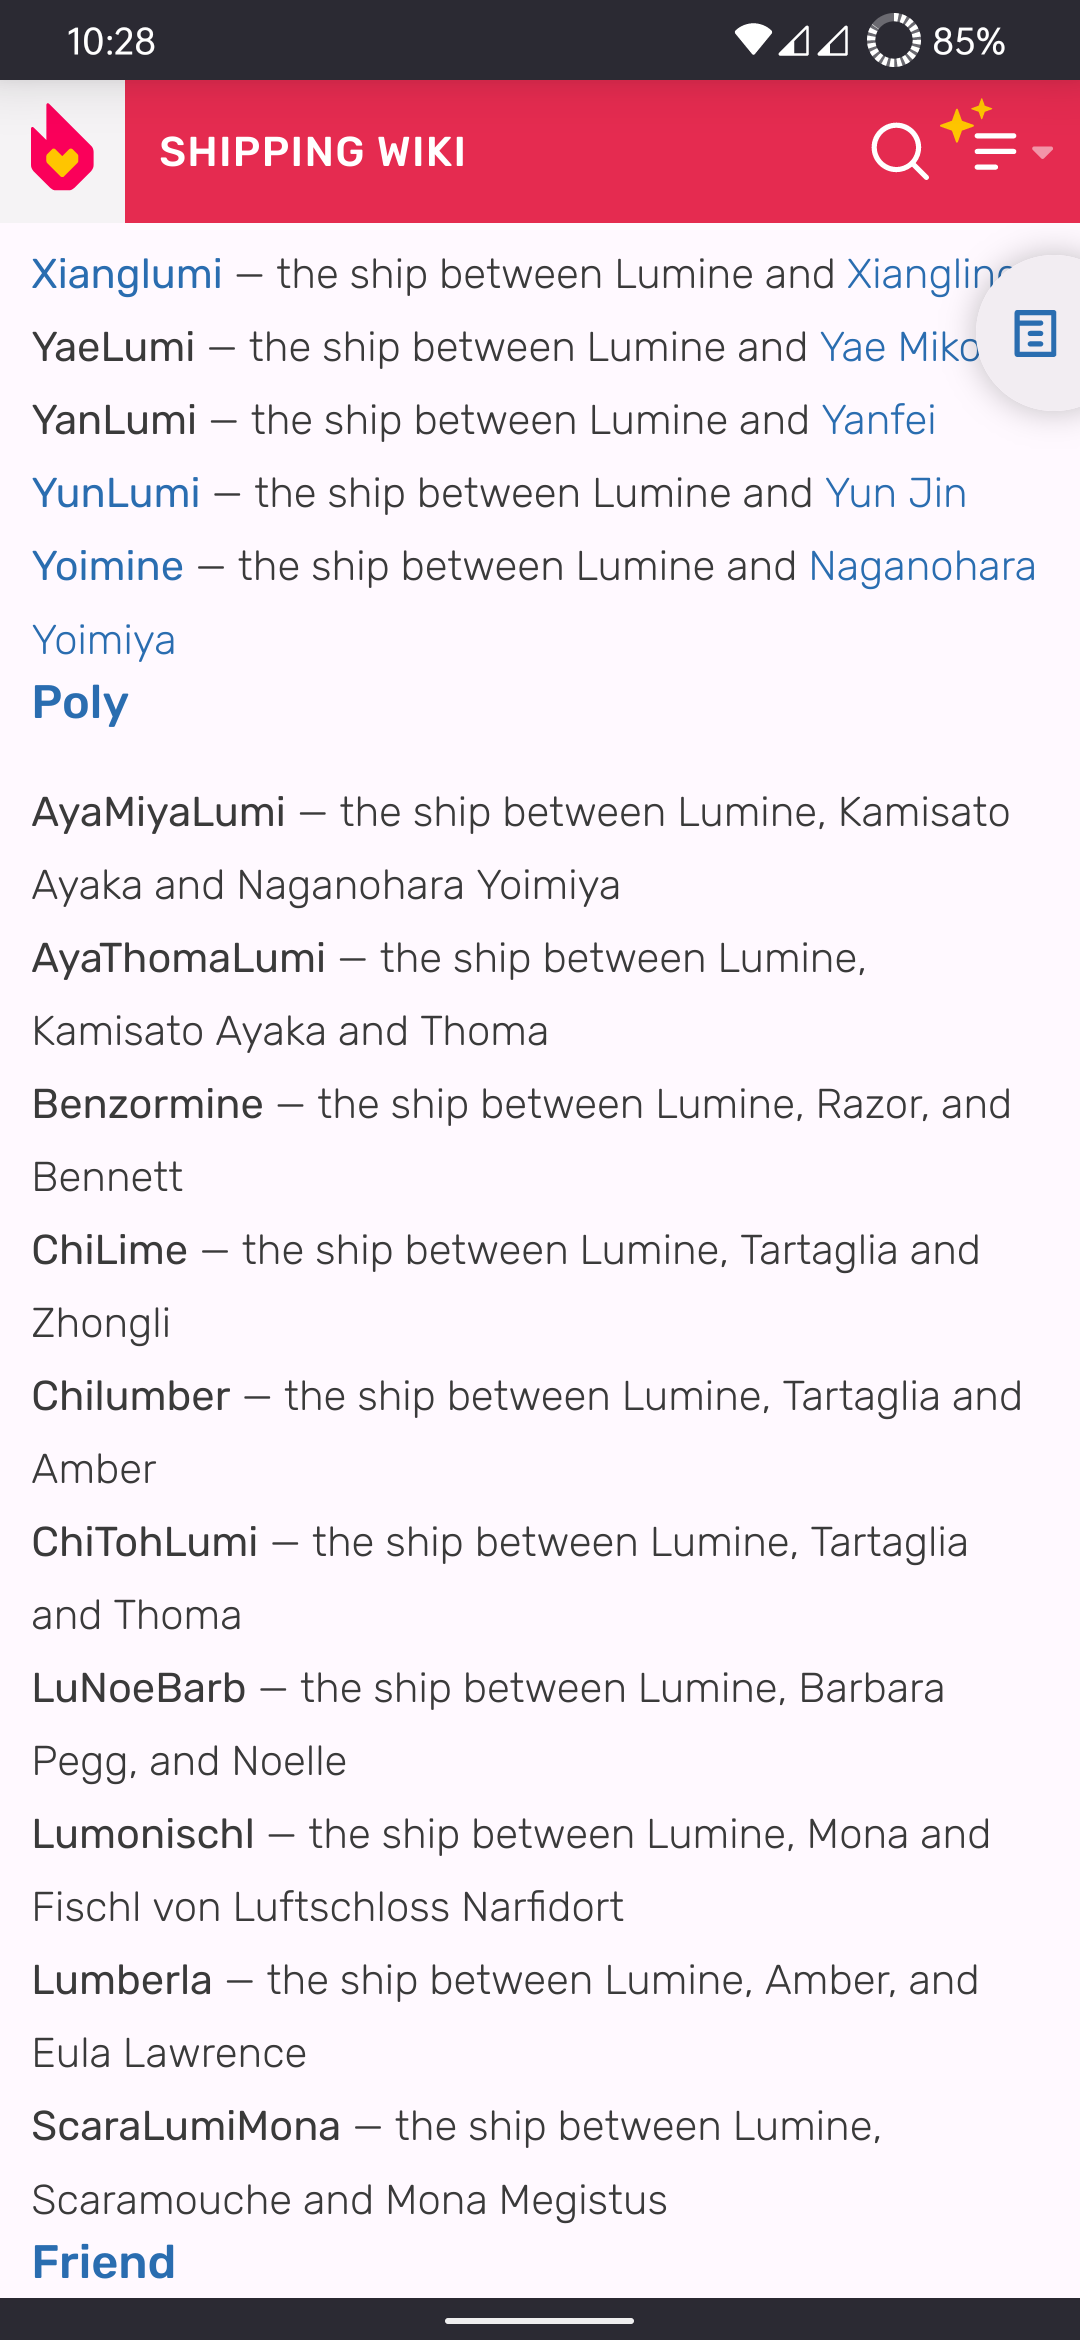 10:28
85%
SHIPPING WIKI
Xianglumi – the ship between Lumine and
YaeLumi – the ship between Lumine and Yae Miko
YanLumi – the ship between Lumine and Yanfei
YunLumi – the ship between Lumine and Yun Jin
Yoimine – the ship between Lumine and Naganohara
Yoimiya
Poly
AyaMiyaLumi – the ship between Lumine, Kamisato
Ayaka and Naganohara Yoimiya
AyaThomaLumi – the ship between Lumine,
Kamisato Ayaka and Thoma
Benzormine – the ship between Lumine, Razor, and
Bennett
ChiLime – the ship between Lumine, Tartaglia and
Zhongli
Chilumber – the ship between Lumine, Tartaglia and
Amber
ChiTohLumi – the ship between Lumine, Tartaglia
and Thoma
LuNoeBarb – the ship between Lumine, Barbara
Pegg, and Noelle
Lumonischl – the ship between Lumine, Mona and
Fischl von Luftschloss Narfidort
Lumberla – the ship between Lumine, Amber, and
Eula Lawrence
ScaraLumiMona – the ship between Lumine,
Scaramouche and Mona Megistus
Friend